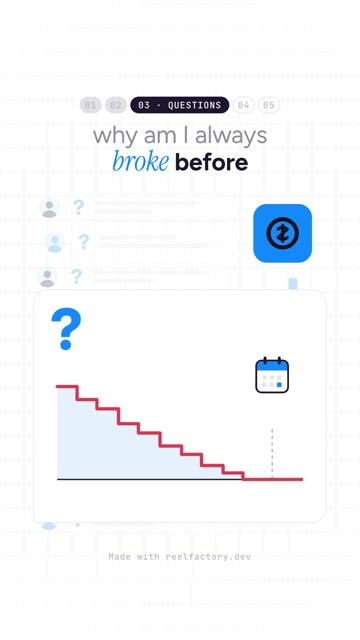 01 02 03 · QUESTIONS 04 05
why am I always
broke before
?
?
?
?
Made with reelfactory.dev